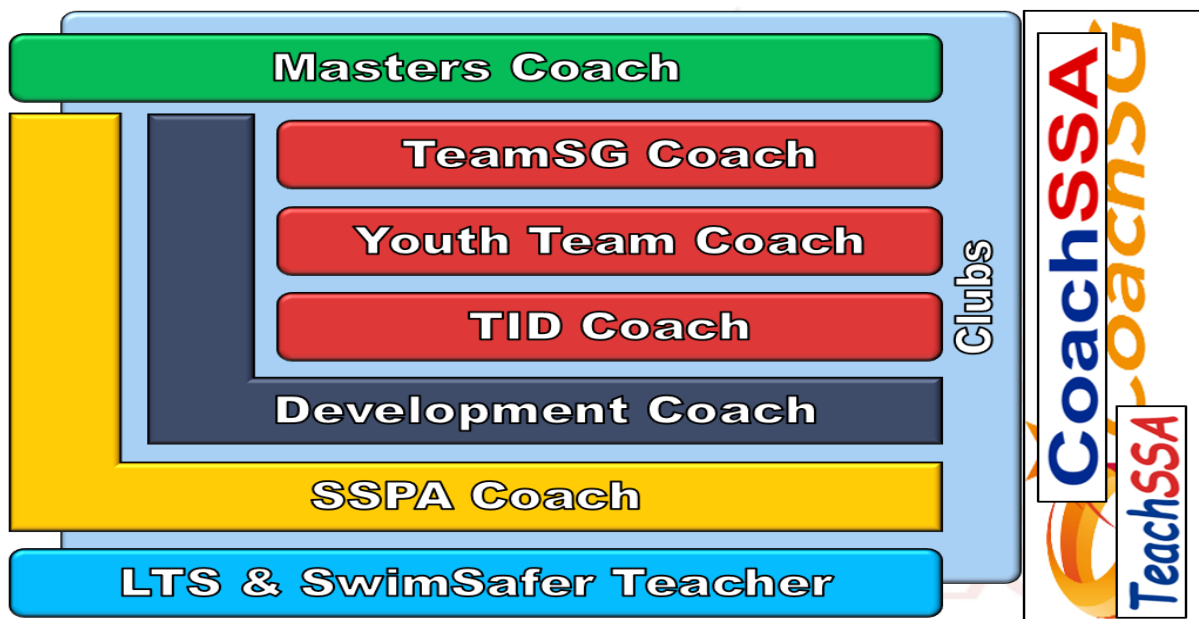 Masters Coach
TeamSG Coach
Youth Team Coach
TID Coach
Development Coach
SSPA Coach
LTS & SwimSafer Teacher
Clubs
CoachSSA
CoachSG
TeachSSA